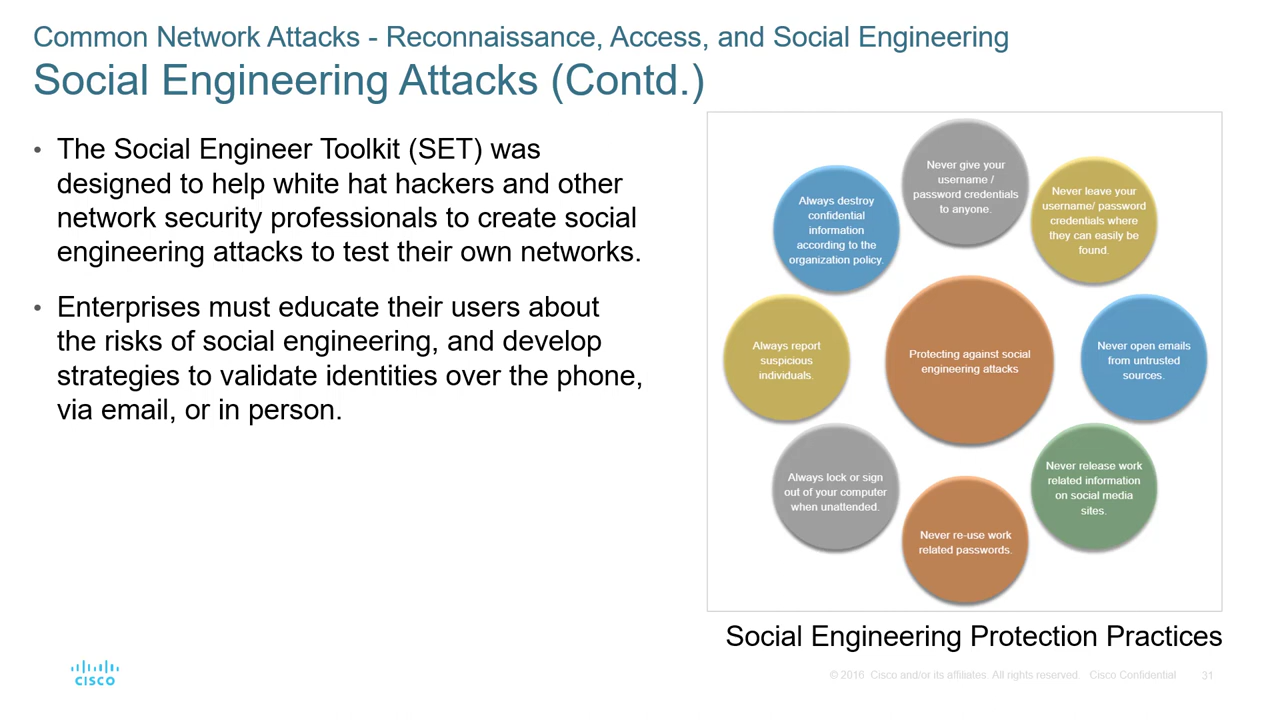 Common Network Attacks - Reconnaissance, Access, and Social Engineering
Social Engineering Attacks (Contd.)
• The Social Engineer Toolkit (SET) was
designed to help white hat hackers and other
network security professionals to create social
engineering attacks to test their own networks.
• Enterprises must educate their users about
the risks of social engineering, and develop
strategies to validate identities over the phone,
via email, or in person.
Never give your
username /
password credentials
to anyone.
Never leave your
username/ password
credentials where
they can easily be
found.
Never open emails
from untrusted
sources.
Never release work
related information
on social media
sites.
Never re-use work
related passwords.
Always lock or sign
out of your computer
when unattended.
Always report
suspicious
individuals.
Always destroy
confidential
information
according to the
organization policy.
Protecting against social
engineering attacks
Social Engineering Protection Practices
CISCO
© 2016 Cisco and/or its affiliates. All rights reserved. Cisco Confidential 31